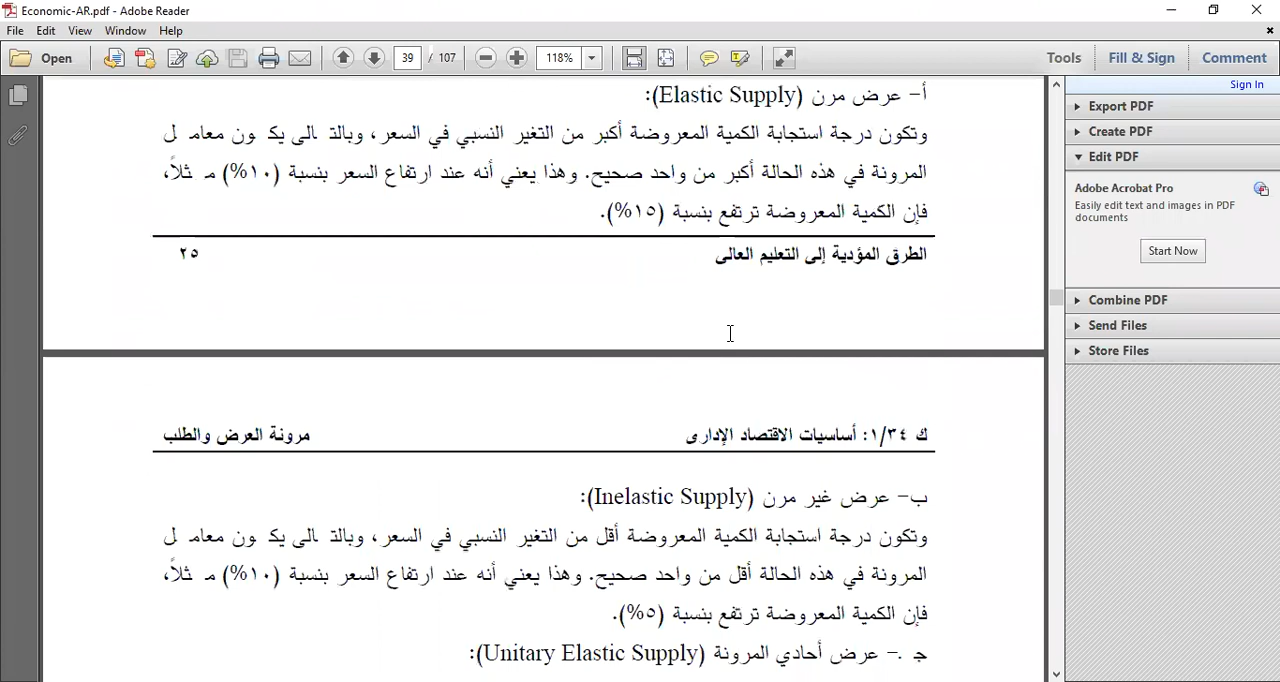 Economic-AR.pdf - Adobe Reader
File Edit View Window Help
Open 39 / 107 118% Tools Fill & Sign Comment
Sign In
Export PDF
Create PDF
Edit PDF
Adobe Acrobat Pro
Easily edit text and images in PDF
documents
Start Now
Combine PDF
Send Files
Store Files
أ- عرض مرن (Elastic Supply):
وتكون درجة استجابة الكمية المعروضة أكبر من التغير النسبي في السعر، وبالتالى يكون معامل
المرونة في هذه الحالة أكبر من واحد صحيح. وهذا يعني أنه عند ارتفاع السعر بنسبة (١٠%) مثلاً،
فإن الكمية المعروضة ترتفع بنسبة (١٥%).
الطرق المؤدية إلى التعليم العالى ٢٥
ك ١/٣٤: أساسيات الاقتصاد الإدارى مرونة العرض والطلب
ب- عرض غير مرن (Inelastic Supply):
وتكون درجة استجابة الكمية المعروضة أقل من التغير النسبي في السعر، وبالتالى يكون معامل
المرونة في هذه الحالة أقل من واحد صحيح. وهذا يعني أنه عند ارتفاع السعر بنسبة (١٠%) مثلاً،
فإن الكمية المعروضة ترتفع بنسبة (٥%).
ج .- عرض أحادي المرونة (Unitary Elastic Supply):